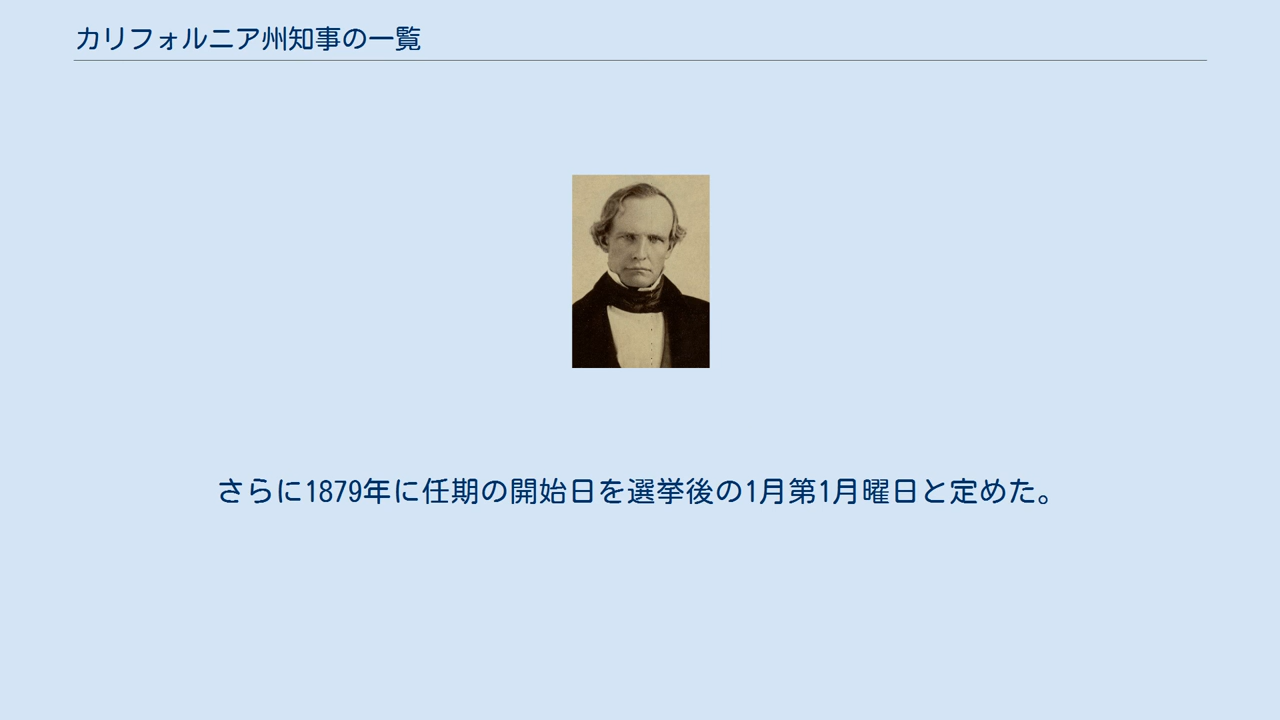 カリフォルニア州知事の一覧
さらに1879年に任期の開始日を選挙後の1月第1月曜日と定めた。